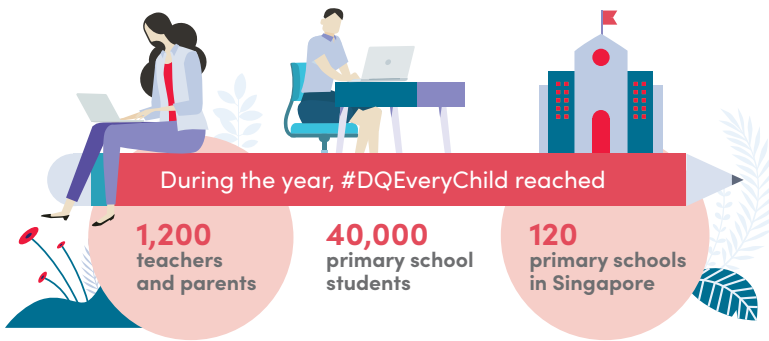 During the year, #DQEveryChild reached
1,200
teachers
and parents
40,000
primary school
students
120
primary schools
in Singapore